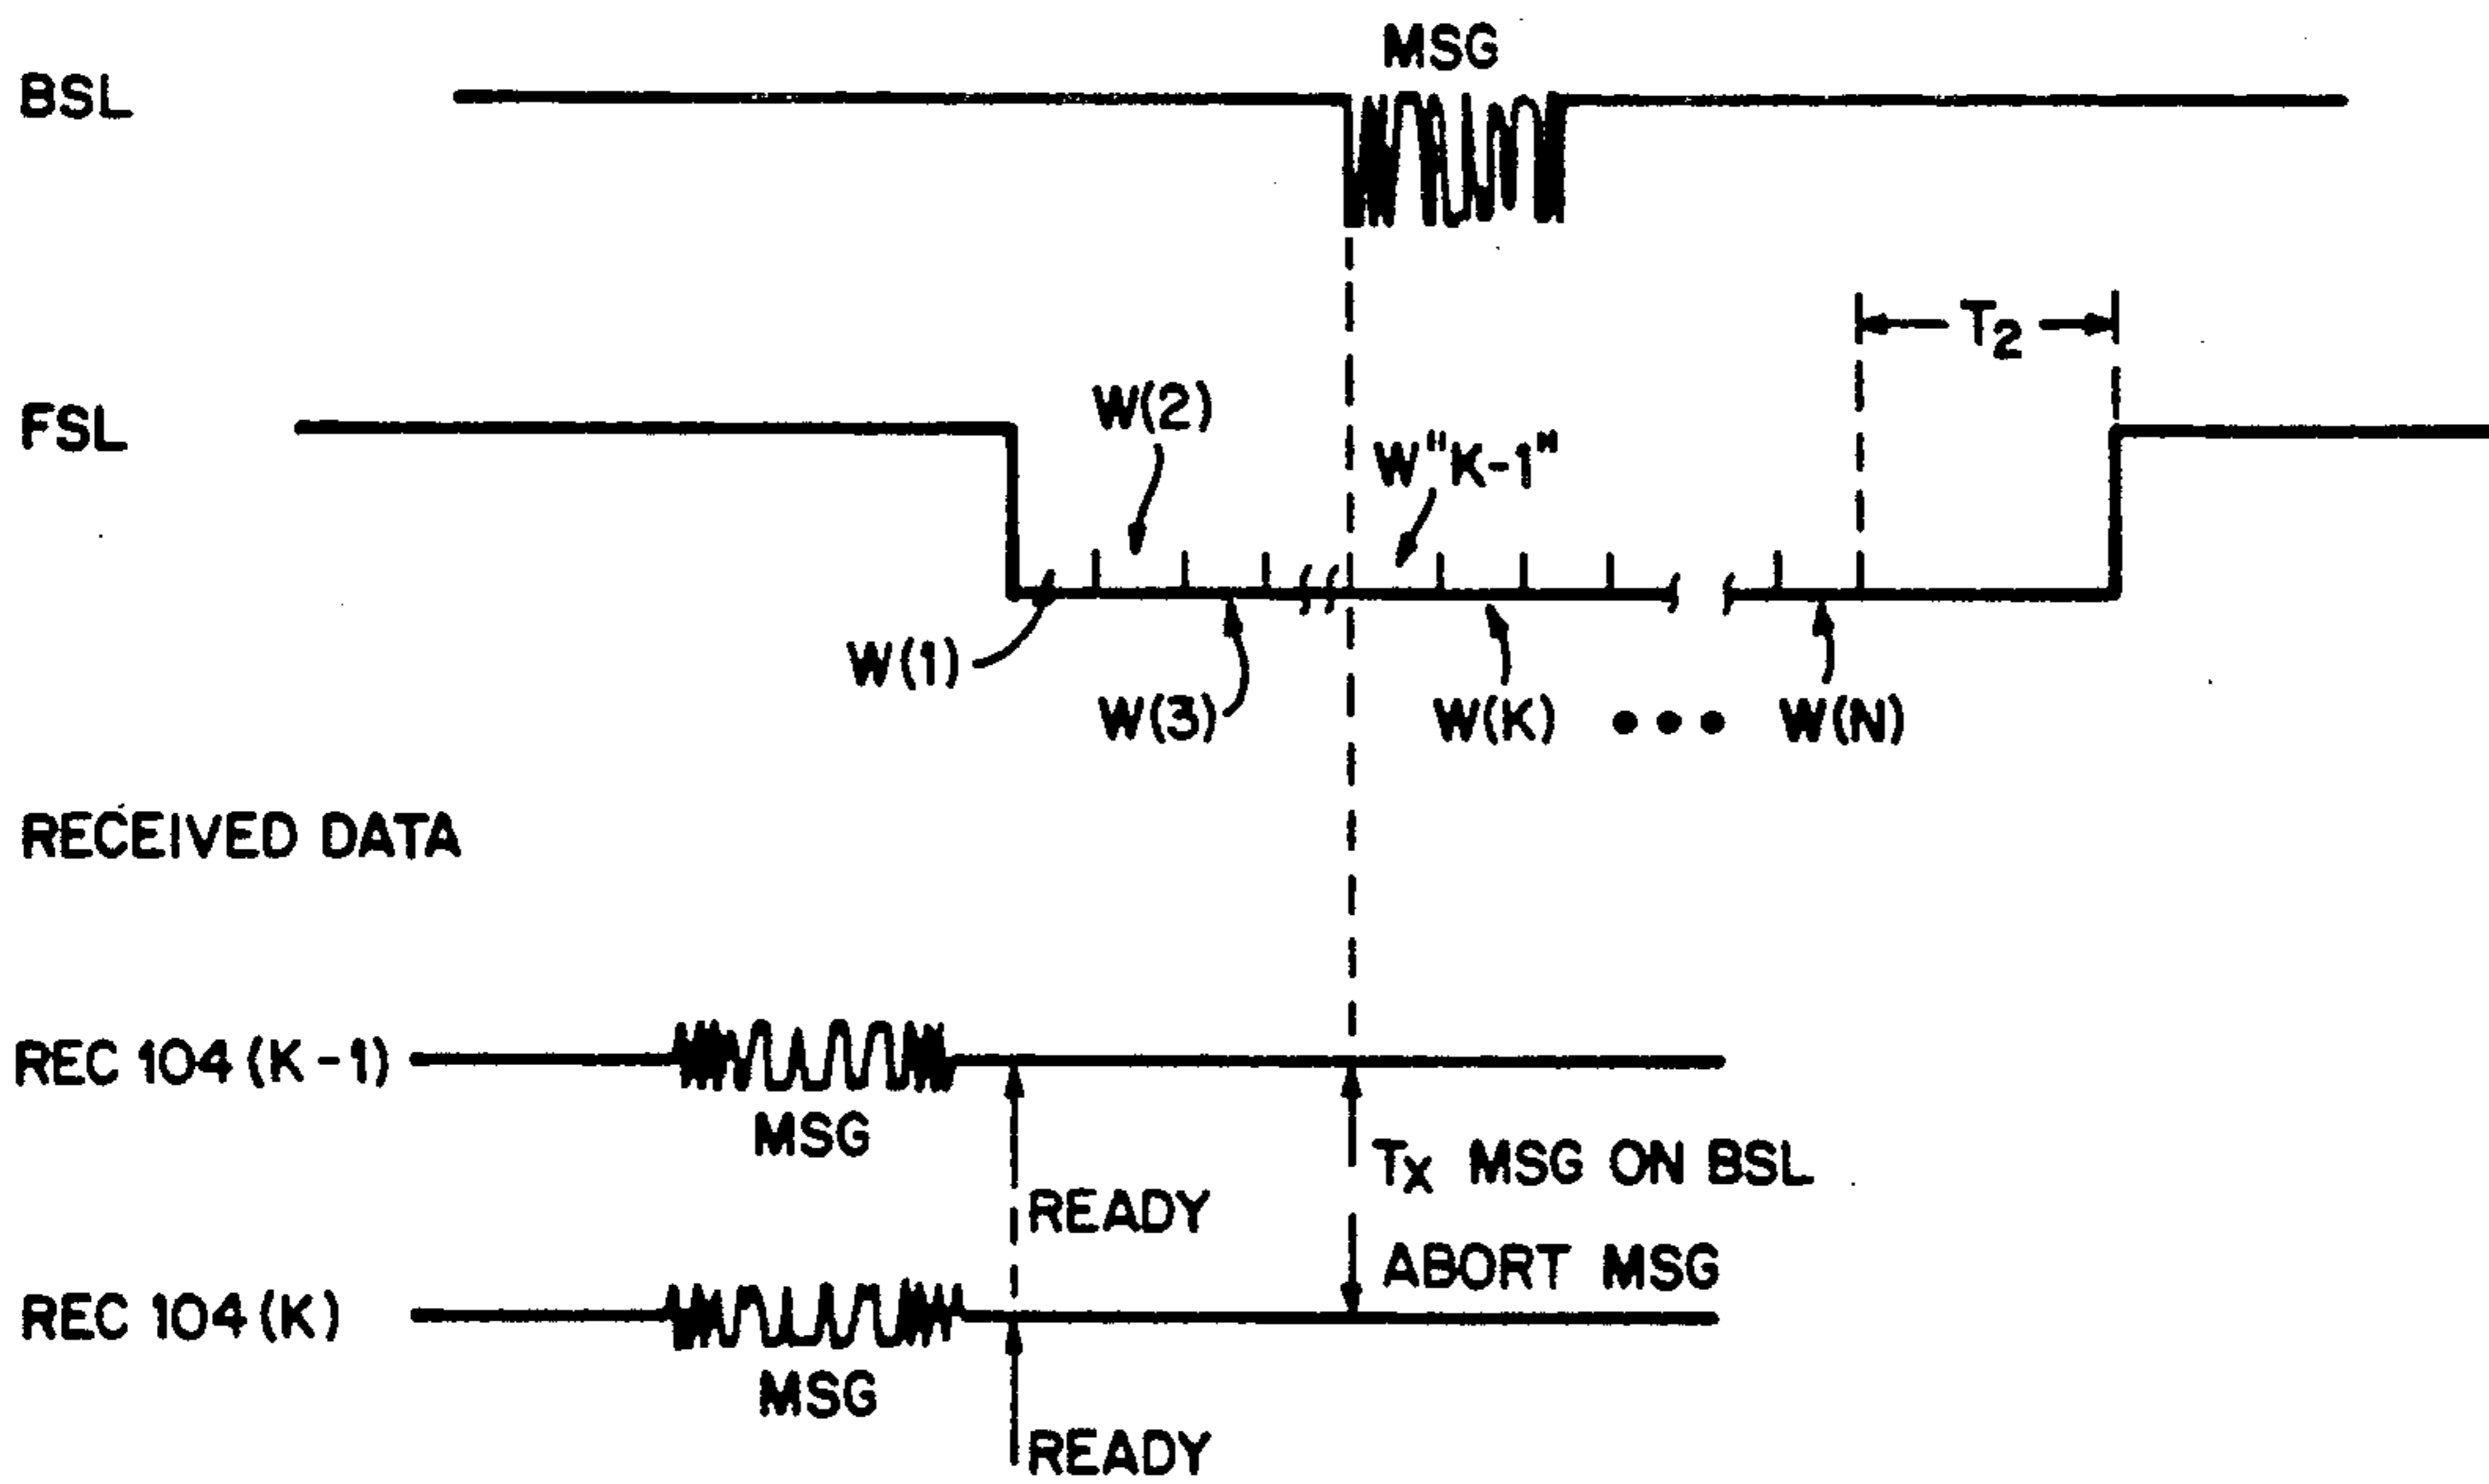 MSG
BSL
T2
W(2)
FSL
W"K-1"
W(1)
W(3)
W(K) ••• W(N)
RECEIVED DATA
REC 104(K-1)
MSG
TX MSG ON BSL
READY
ABORT MSG
REC 104(K)
MSG
READY